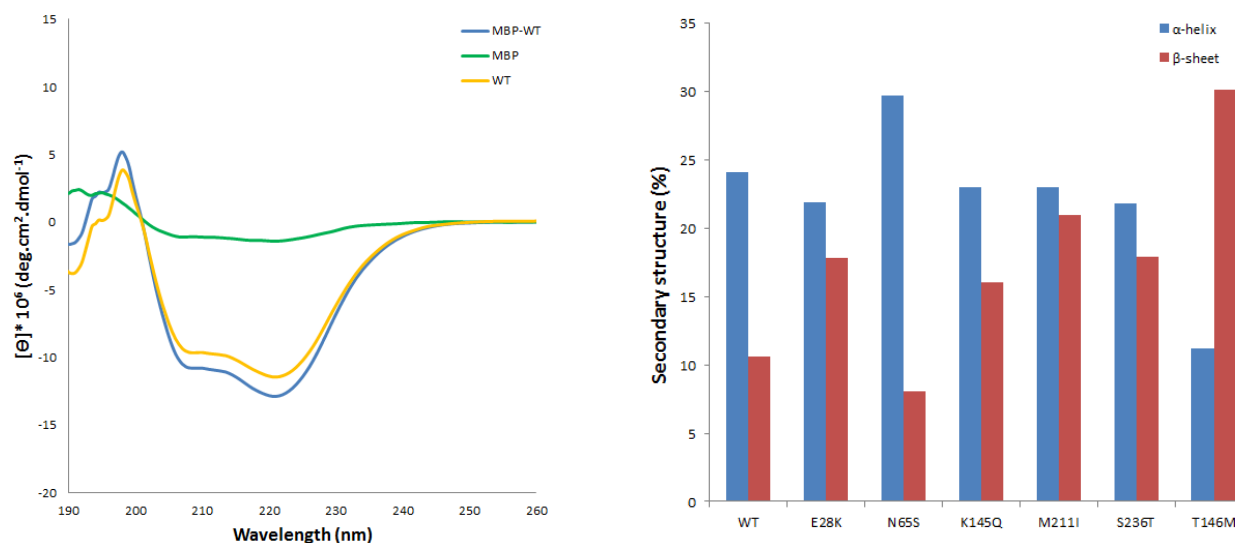 15
10
5
0
-5
-10
-15
-20
190 200 210 220 230 240 250 260
[Θ]* 10⁶ (deg.cm².dmol⁻¹)
Wavelength (nm)
MBP-WT
MBP
WT
35
30
25
20
15
10
5
0
Secondary structure (%)
α-helix
β-sheet
WT E28K N65S K145Q M211I S236T T146M